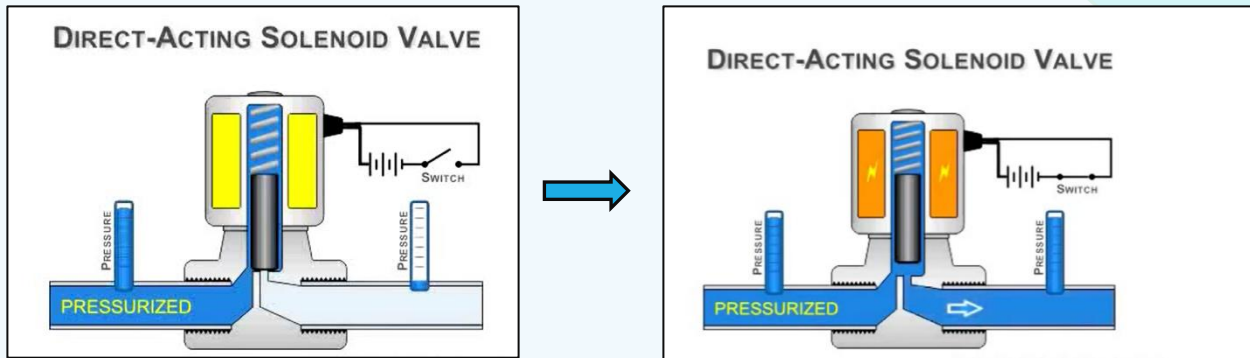 DIRECT-ACTING SOLENOID VALVE
SWITCH
PRESSURE
PRESSURE
PRESSURIZED
DIRECT-ACTING SOLENOID VALVE
SWITCH
PRESSURE
PRESSURE
PRESSURIZED